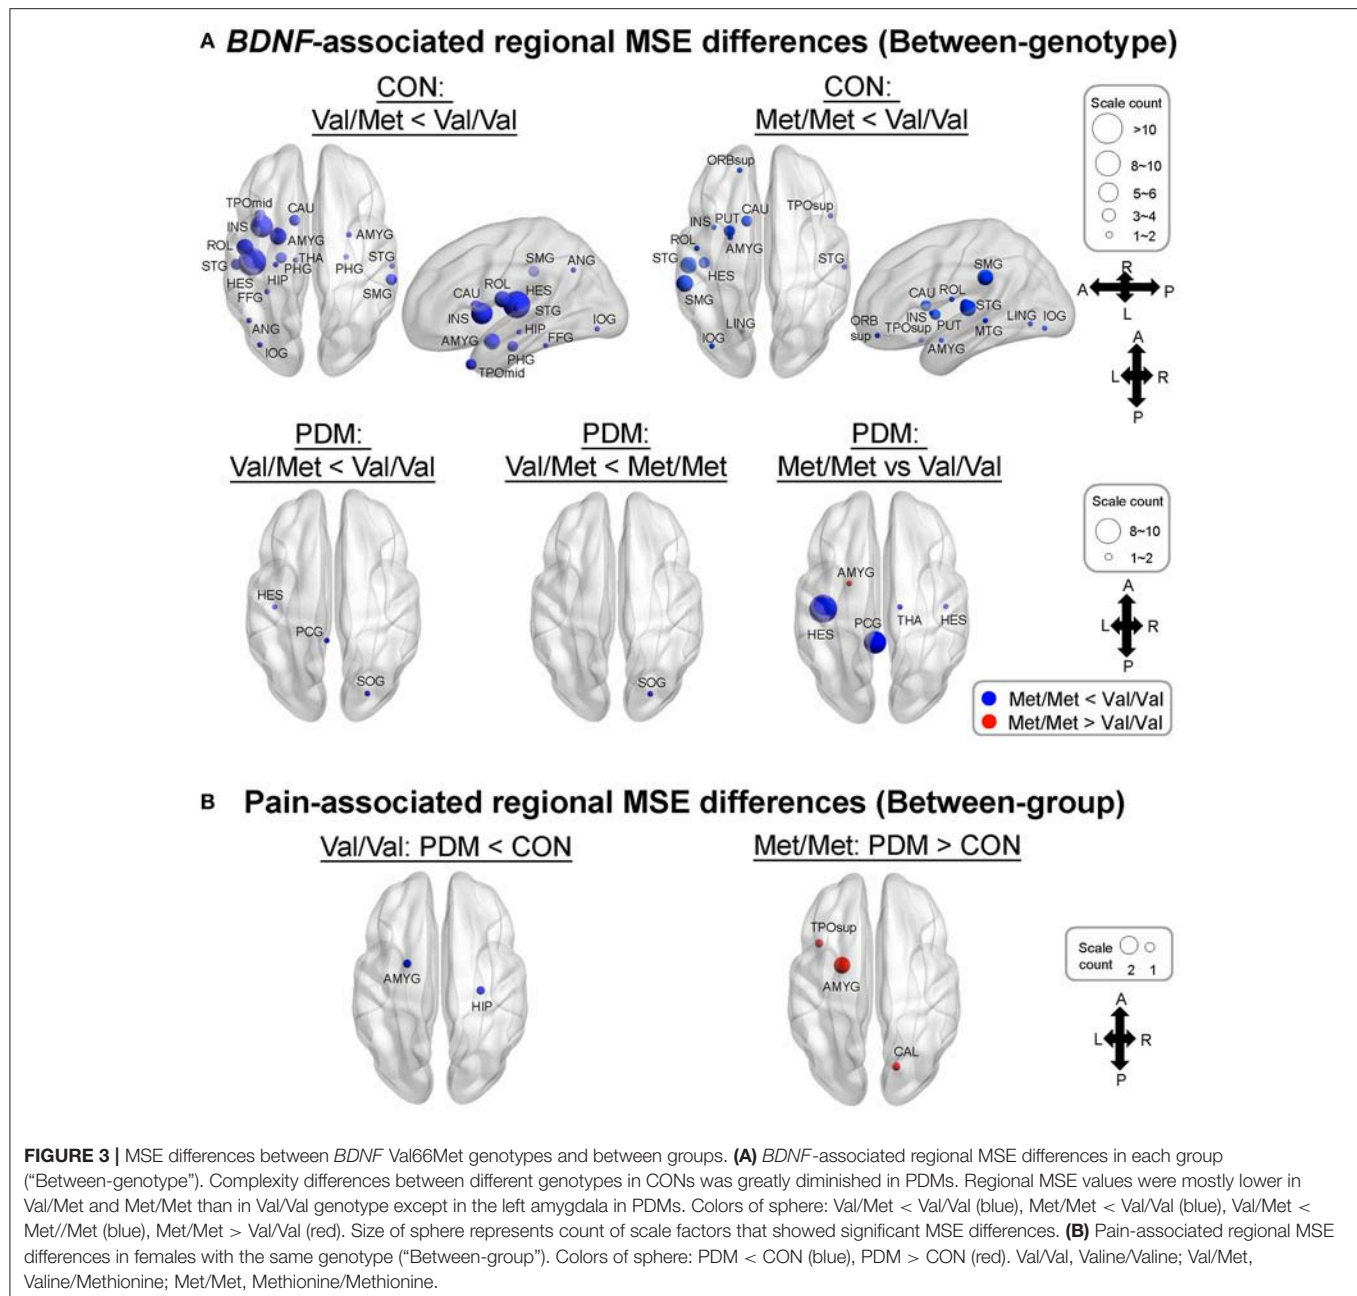 A BDNF-associated regional MSE differences (Between-genotype)
CON:
Val/Met < Val/Val
TPOmid
CAU
INS
AMYG
ROL
THA
STG
PHG
HIP
HES
FFG
ANG
IOG
AMYG
STG
PHG
SMG
SMG
ANG
ROL
HES
CAU
STG
INS
HIP
IOG
AMYG
FFG
PHG
TPOmid
CON:
Met/Met < Val/Val
ORBsup
CAU
PUT
INS
TPOsup
ROL
AMYG
STG
HES
STG
SMG
LING
IOG
SMG
CAU
ROL
STG
INS
LING
IOG
ORB
sup
TPOsup
PUT
MTG
AMYG
Scale count
>10
8~10
5~6
3~4
1~2
R
A
P
L
A
L
R
P
PDM:
Val/Met < Val/Val
HES
PCG
SOG
PDM:
Val/Met < Met/Met
SOG
PDM:
Met/Met vs Val/Val
AMYG
HES
PCG
THA
HES
Scale count
8~10
1~2
A
L
R
P
Met/Met < Val/Val
Met/Met > Val/Val
B Pain-associated regional MSE differences (Between-group)
Val/Val: PDM < CON
AMYG
HIP
Met/Met: PDM > CON
TPOsup
AMYG
CAL
Scale
count
2 1
A
L
R
P
FIGURE 3 | MSE differences between BDNF Val66Met genotypes and between groups. (A) BDNF-associated regional MSE differences in each group
(“Between-genotype”). Complexity differences between different genotypes in CONs was greatly diminished in PDMs. Regional MSE values were mostly lower in
Val/Met and Met/Met than in Val/Val genotype except in the left amygdala in PDMs. Colors of sphere: Val/Met < Val/Val (blue), Met/Met < Val/Val (blue), Val/Met <
Met//Met (blue), Met/Met > Val/Val (red). Size of sphere represents count of scale factors that showed significant MSE differences. (B) Pain-associated regional MSE
differences in females with the same genotype (“Between-group”). Colors of sphere: PDM < CON (blue), PDM > CON (red). Val/Val, Valine/Valine; Val/Met,
Valine/Methionine; Met/Met, Methionine/Methionine.